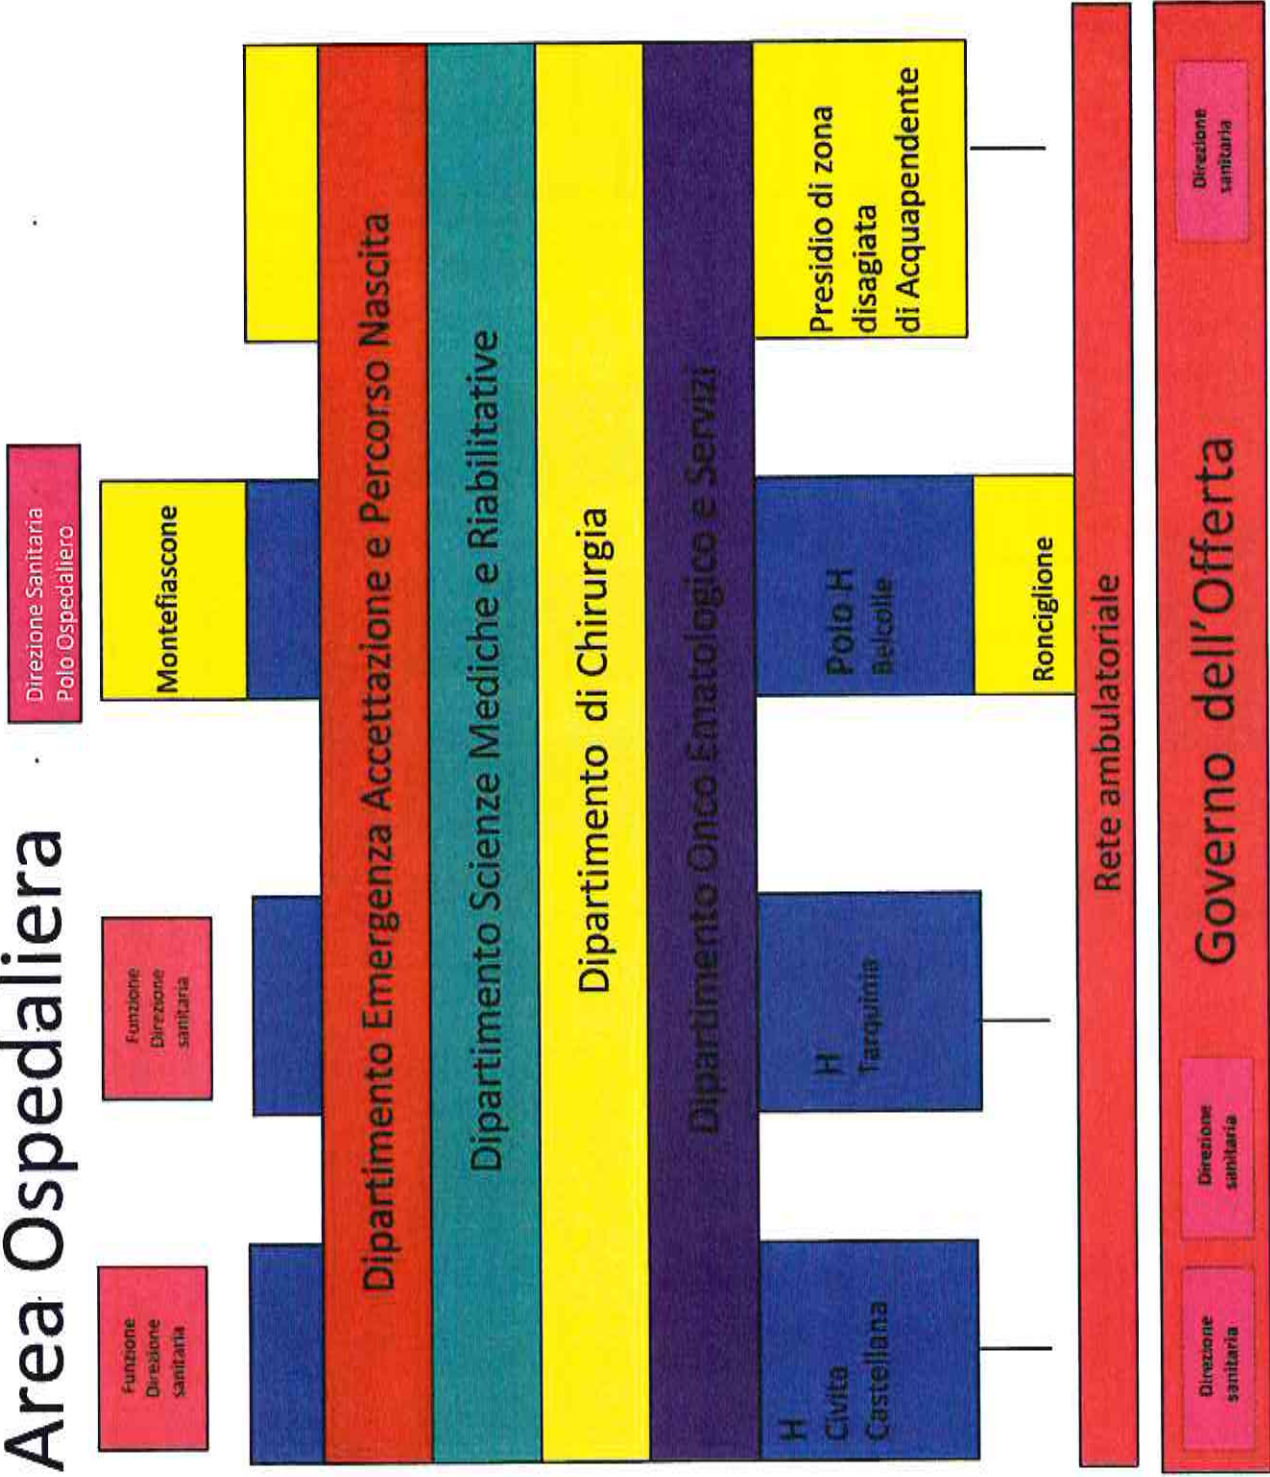 Area Ospedaliera
Direzione Sanitaria
Polo Ospedaliero
Funzione
Direzione
sanitaria
Funzione
Direzione
sanitaria
Montefiascone
Dipartimento Emergenza Accettazione e Percorso Nascita
Dipartimento Scienze Mediche e Riabilitative
Dipartimento di Chirurgia
Dipartimento Onco Ematologico e Servizi
H
Civita
Castellana
H
Tarquinia
Polo H
Belcolle
Presidio di zona
disagiata
di Acquapendente
Ronciglione
Rete ambulatoriale
Governo dell'Offerta
Direzione
sanitaria
Direzione
sanitaria
Direzione
sanitaria